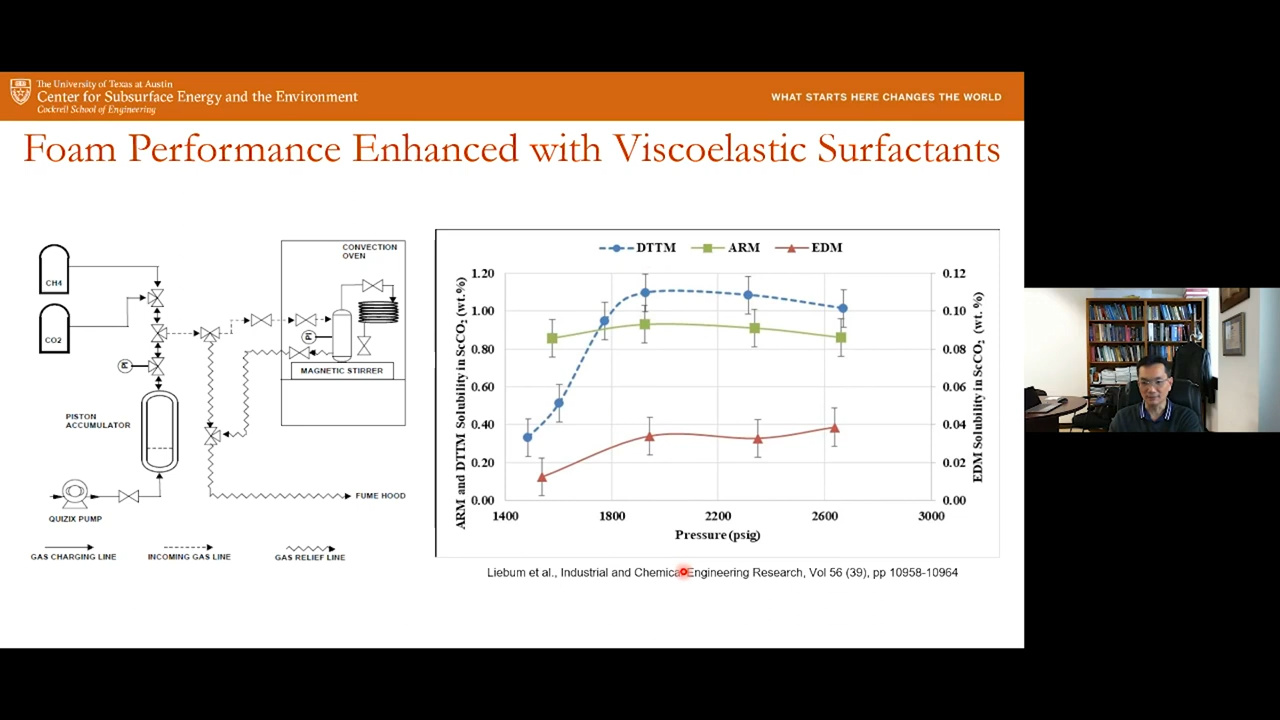 The University of Texas at Austin
Center for Subsurface Energy and the Environment
Cockrell School of Engineering
WHAT STARTS HERE CHANGES THE WORLD
Foam Performance Enhanced with Viscoelastic Surfactants
CONVECTION
OVEN
CH4
CO2
PI
PI
MAGNETIC STIRRER
PISTON
ACCUMULATOR
QUIZIX PUMP
FUME HOOD
GAS CHARGING LINE
INCOMING GAS LINE
GAS RELIEF LINE
DTTM ARM EDM
ARM and DTTM Solubility in ScCO₂ (wt.%)
1.20
1.00
0.80
0.60
0.40
0.20
0.00
0.12
0.10
0.08
0.06
0.04
0.02
0.00
EDM Solubility in ScCO₂ (wt. %)
1400 1800 2200 2600 3000
Pressure (psig)
Liebum et al., Industrial and Chemical Engineering Research, Vol 56 (39), pp 10958-10964